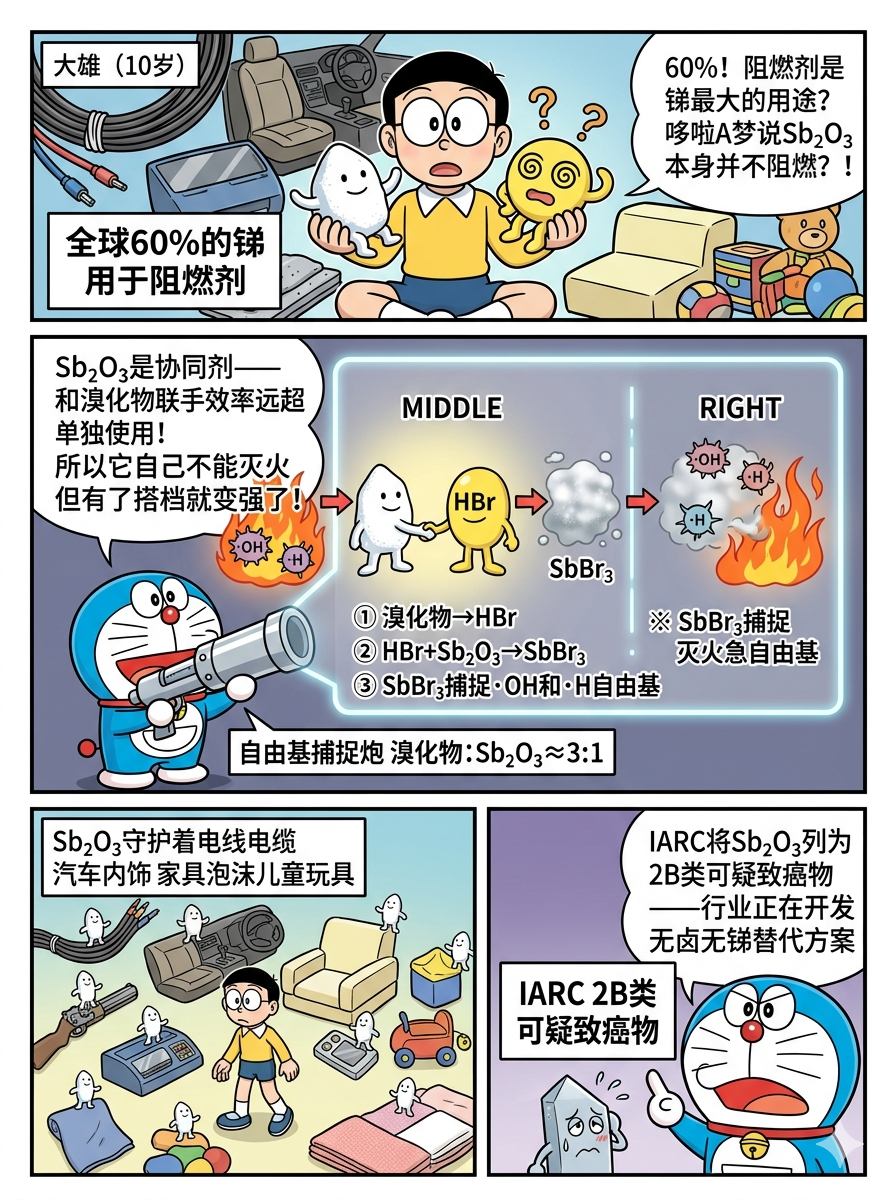 大雄（10岁）
60%！阻燃剂是
锑最大的用途？
哆啦A梦说Sb₂O₃
本身并不阻燃？！
全球60%的锑
用于阻燃剂
Sb₂O₃是协同剂——
和溴化物联手效率远超
单独使用！
所以它自己不能灭火
但有了搭档就变强了！
MIDDLE
RIGHT
·OH
·H
HBr
SbBr₃
·OH
·H
·H
① 溴化物→HBr
② HBr+Sb₂O₃→SbBr₃
③ SbBr₃捕捉·OH和·H自由基
※ SbBr₃捕捉
灭火急自由基
自由基捕捉炮 溴化物：Sb₂O₃≈3:1
Sb₂O₃守护着电线电缆
汽车内饰 家具泡沫儿童玩具
IARC将Sb₂O₃列为
2B类可疑致癌物
——行业正在开发
无卤无锑替代方案
IARC 2B类
可疑致癌物